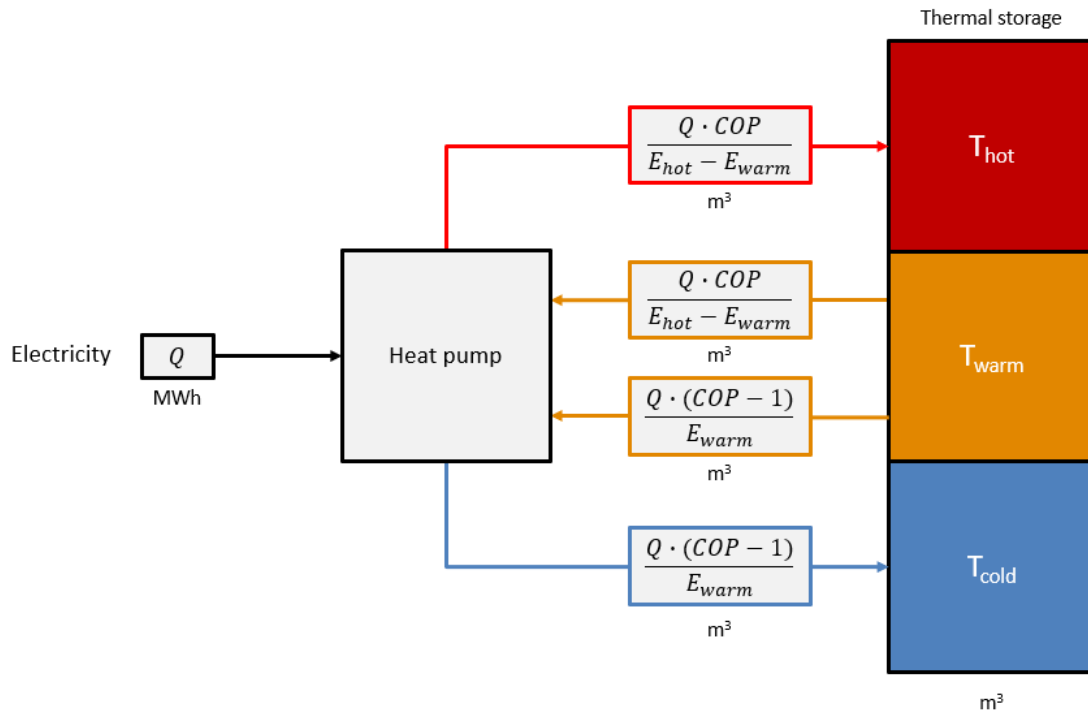 Thermal storage
Q · COP
E_hot − E_warm
m³
T_hot
Q · COP
E_hot − E_warm
m³
Electricity
Q
MWh
Heat pump
T_warm
Q · (COP − 1)
E_warm
m³
Q · (COP − 1)
E_warm
m³
T_cold
m³